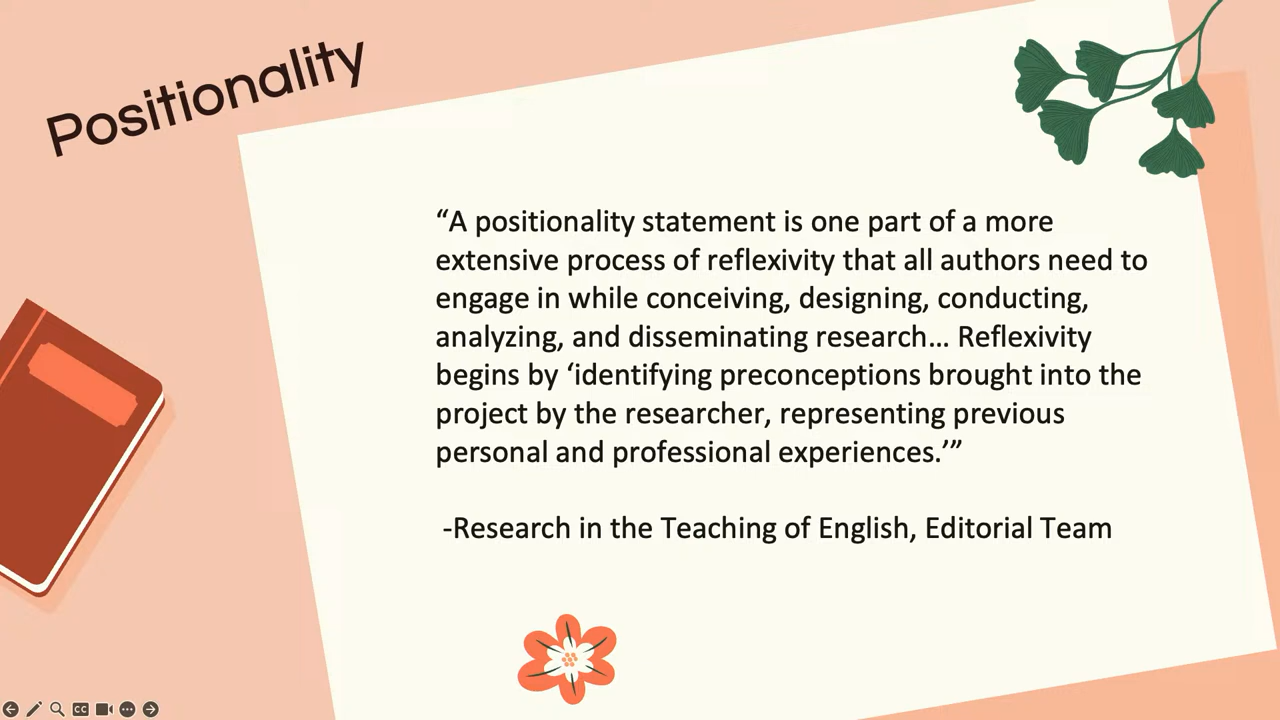 Positionality
“A positionality statement is one part of a more
extensive process of reflexivity that all authors need to
engage in while conceiving, designing, conducting,
analyzing, and disseminating research… Reflexivity
begins by ‘identifying preconceptions brought into the
project by the researcher, representing previous
personal and professional experiences.’”
-Research in the Teaching of English, Editorial Team
CC